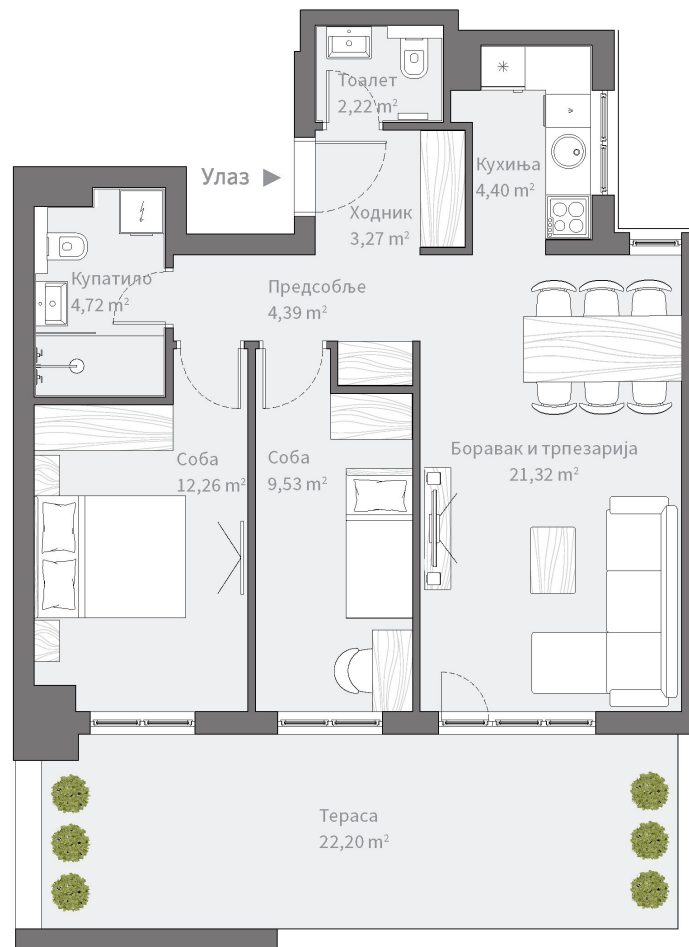 Тоалет
2,22 m²
Улаз
Кухиња
4,40 m²
Ходник
3,27 m²
Купатило
4,72 m²
Предсобље
4,39 m²
Соба
12,26 m²
Соба
9,53 m²
Боравак и трпезарија
21,32 m²
Тераса
22,20 m²